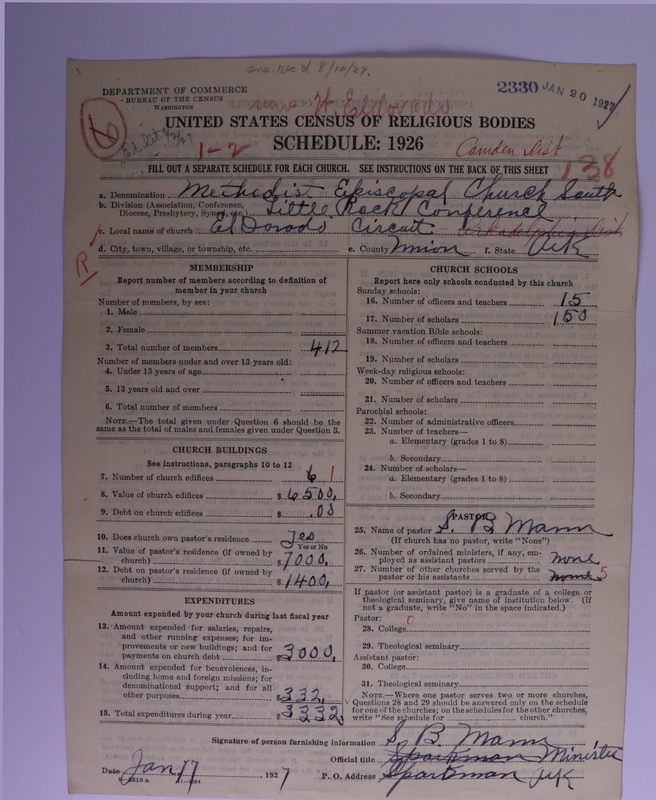 ans. rec'd 8/10/27.
DEPARTMENT OF COMMERCE
BUREAU OF THE CENSUS
WASHINGTON
2330 JAN 20 1927
now W. Eldorado
UNITED STATES CENSUS OF RELIGIOUS BODIES
SCHEDULE: 1926
1-2
Camden Dist
138
FILL OUT A SEPARATE SCHEDULE FOR EACH CHURCH. SEE INSTRUCTIONS ON THE BACK OF THIS SHEET
a. Denomination Methodist Episcopal Church South
b. Division (Association, Conference, Diocese, Presbytery, Synod, etc.) Little Rock Conference
c. Local name of church El Dorado Circuit Arkadelphia Dist
d. City, town, village, or township, etc. e. County Union f. State Ark
R
MEMBERSHIP
Report number of members according to definition of
member in your church
Number of members, by sex:
1. Male
2. Female
3. Total number of members 412
Number of members under and over 13 years old:
4. Under 13 years of age
5. 13 years old and over
6. Total number of members
NOTE.—The total given under Question 6 should be the
same as the total of males and females given under Question 3.
CHURCH BUILDINGS
See instructions, paragraphs 10 to 12
7. Number of church edifices 6 1
8. Value of church edifices $ 6500,
9. Debt on church edifices $ .00
10. Does church own pastor's residence? Yes
Yes or No
11. Value of pastor's residence (if owned by
church) $ 7000,
12. Debt on pastor's residence (if owned by
church) $ 1400,
EXPENDITURES
Amount expended by your church during last fiscal year
13. Amount expended for salaries, repairs,
and other running expenses; for im-
provements or new building; and for
payments on church debt $ 3000,
14. Amount expended for benevolences, in-
cluding home and foreign missions; for
denominational support; and for all
other purposes $ 332,
15. Total expenditures during year $ 3332,
CHURCH SCHOOLS
Report here only schools conducted by this church
Sunday schools:
16. Number of officers and teachers 15
17. Number of scholars 150
Summer vacation Bible schools:
18. Number of officers and teachers
19. Number of scholars
Week-day religious schools:
20. Number of officers and teachers
21. Number of scholars
Parochial schools:
22. Number of administrative officers
23. Number of teachers—
a. Elementary (grades 1 to 8)
b. Secondary
24. Number of scholars—
a. Elementary (grades 1 to 8)
b. Secondary
PASTOR
25. Name of pastor S. B. Mann
(If church has no pastor, write "None")
26. Number of ordained ministers, if any, em-
ployed as assistant pastors none
27. Number of other churches served by the
pastor or his assistants none 5
If pastor (or assistant pastor) is a graduate of a college or
theological seminary, give name of institution below. (If
not a graduate, write "No" in the space indicated.)
Pastor: 0
28. College
29. Theological seminary
Assistant pastor:
30. College
31. Theological seminary
NOTE.—Where one pastor serves two or more churches,
Questions 28 and 29 should be answered only on the schedule
for one of the churches; on the schedules for the other churches,
write "See schedule for church."
Signature of person furnishing information S. B. Mann
Official title Sparkman Minister
Date Jan 17, 1927 P. O. Address Sparkman Ark